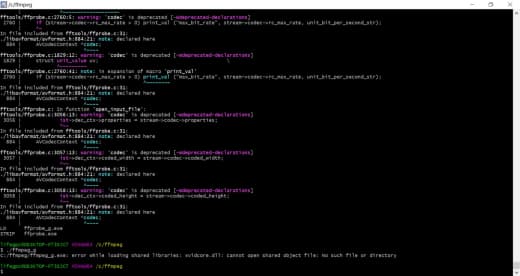 /c/ffmpeg
fftools/ffprobe.c:2760:5: warning: 'codec' is deprecated [-Wdeprecated-declarations]
2760 | if (stream->codec->rc_max_rate > 0) print_val ("max_bit_rate", stream->codec->rc_max_rate, unit_bit_per_second_str);
In file included from fftools/ffprobe.c:31:
./libavformat/avformat.h:884:21: note: declared here
884 | AVCodecContext *codec;
fftools/ffprobe.c:1829:12: warning: 'codec' is deprecated [-Wdeprecated-declarations]
1829 | struct unit_value uv; \
fftools/ffprobe.c:2760:41: note: in expansion of macro 'print_val'
2760 | if (stream->codec->rc_max_rate > 0) print_val ("max_bit_rate", stream->codec->rc_max_rate, unit_bit_per_second_str);
In file included from fftools/ffprobe.c:31:
./libavformat/avformat.h:884:21: note: declared here
884 | AVCodecContext *codec;
fftools/ffprobe.c: In function 'open_input_file':
fftools/ffprobe.c:3056:13: warning: 'codec' is deprecated [-Wdeprecated-declarations]
3056 | ist->dec_ctx->properties = stream->codec->properties;
In file included from fftools/ffprobe.c:31:
./libavformat/avformat.h:884:21: note: declared here
884 | AVCodecContext *codec;
fftools/ffprobe.c:3057:13: warning: 'codec' is deprecated [-Wdeprecated-declarations]
3057 | ist->dec_ctx->coded_width = stream->codec->coded_width;
In file included from fftools/ffprobe.c:31:
./libavformat/avformat.h:884:21: note: declared here
884 | AVCodecContext *codec;
fftools/ffprobe.c:3058:13: warning: 'codec' is deprecated [-Wdeprecated-declarations]
3058 | ist->dec_ctx->coded_height = stream->codec->coded_height;
In file included from fftools/ffprobe.c:31:
./libavformat/avformat.h:884:21: note: declared here
884 | AVCodecContext *codec;
LD ffprobe_g.exe
STRIP ffprobe.exe
/c/ffmpeg
$ ./ffmpeg_g
C:/ffmpeg/ffmpeg_g.exe: error while loading shared libraries: xvidcore.dll: cannot open shared object file: No such file or directory
/c/ffmpeg
$